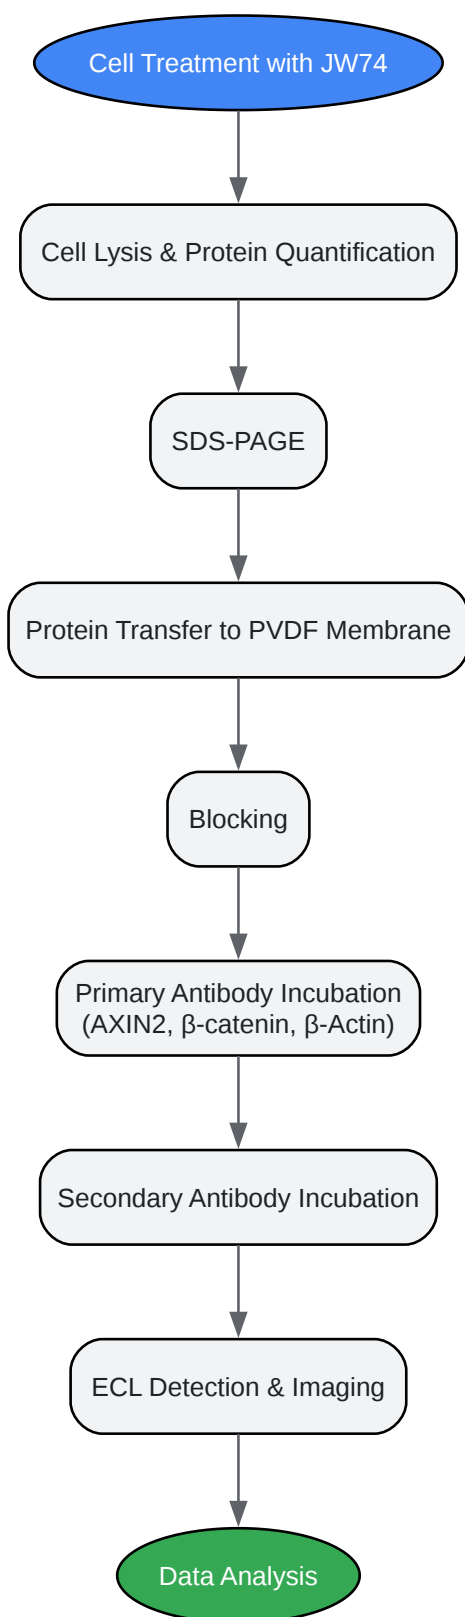 Cell Treatment with JW74
Cell Lysis & Protein Quantification
SDS-PAGE
Protein Transfer to PVDF Membrane
Blocking
Primary Antibody Incubation
(AXIN2, β-catenin, β-Actin)
Secondary Antibody Incubation
ECL Detection & Imaging
Data Analysis